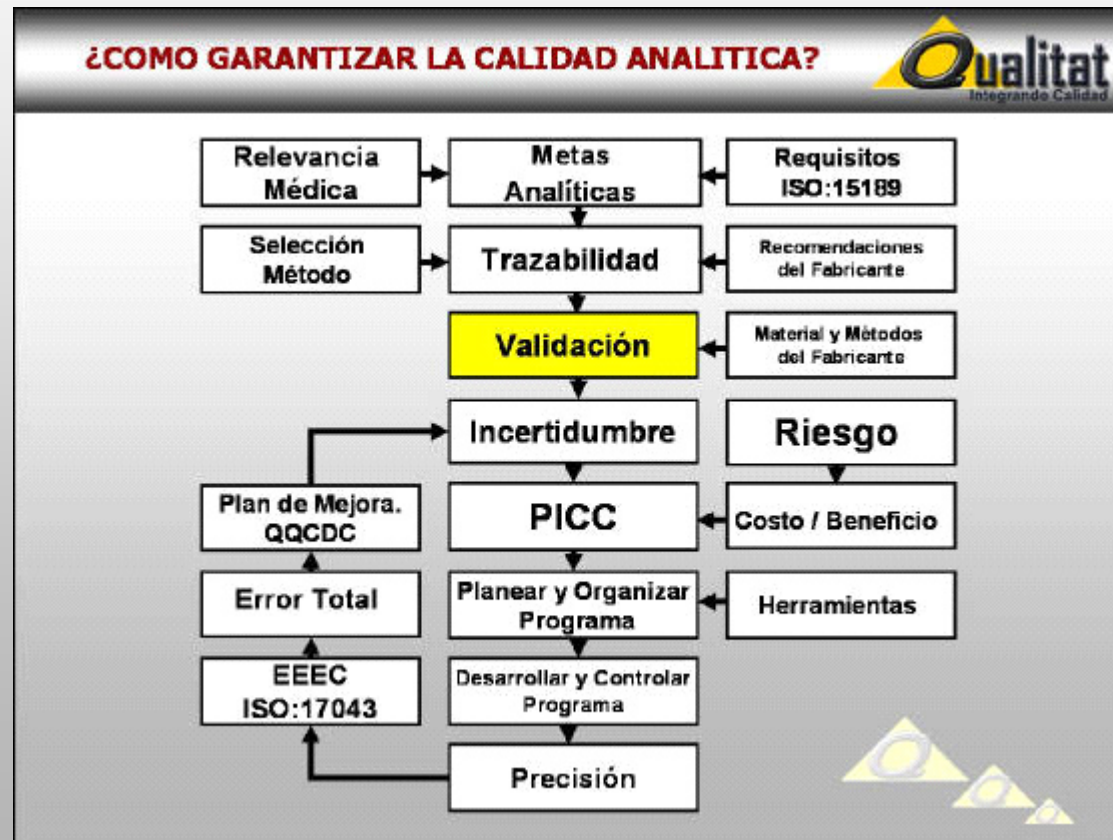 ¿COMO GARANTIZAR LA CALIDAD ANALITICA?
Qualitat
Integrando Calidad
Relevancia
Médica
Metas
Analíticas
Requisitos
ISO:15189
Selección
Método
Trazabilidad
Recomendaciones
del Fabricante
Validación
Material y Métodos
del Fabricante
Incertidumbre
Riesgo
Plan de Mejora.
QQCDC
PICC
Costo / Beneficio
Error Total
Planear y Organizar
Programa
Herramientas
EEEC
ISO:17043
Desarrollar y Controlar
Programa
Precisión